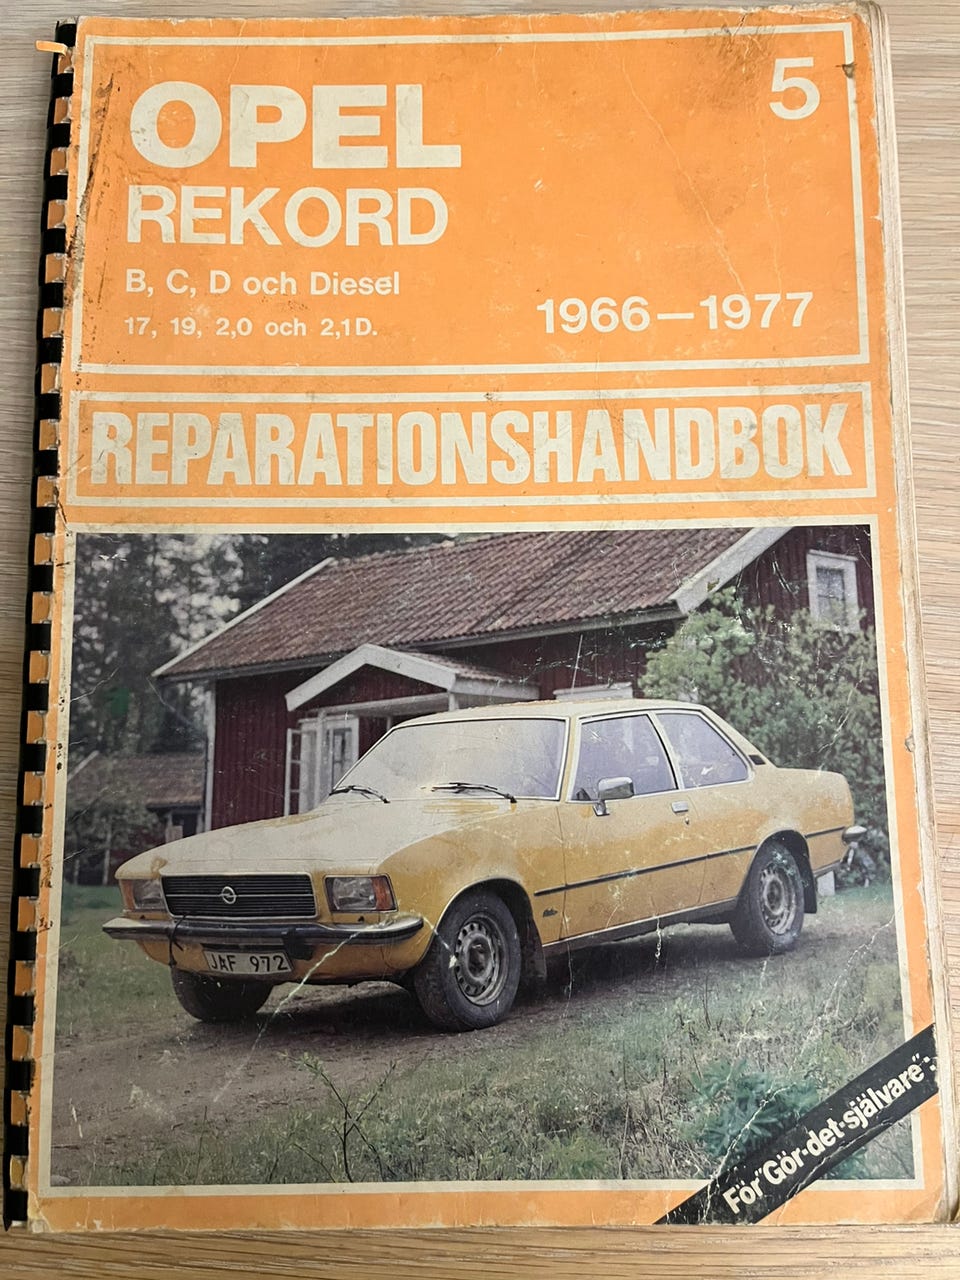 OPEL
5
REKORD
B, C, D och Diesel
17, 19, 2,0 och 2,1D.
1966—1977
REPARATIONSHANDBOK
JAF 972
För "Gör-det-självare"